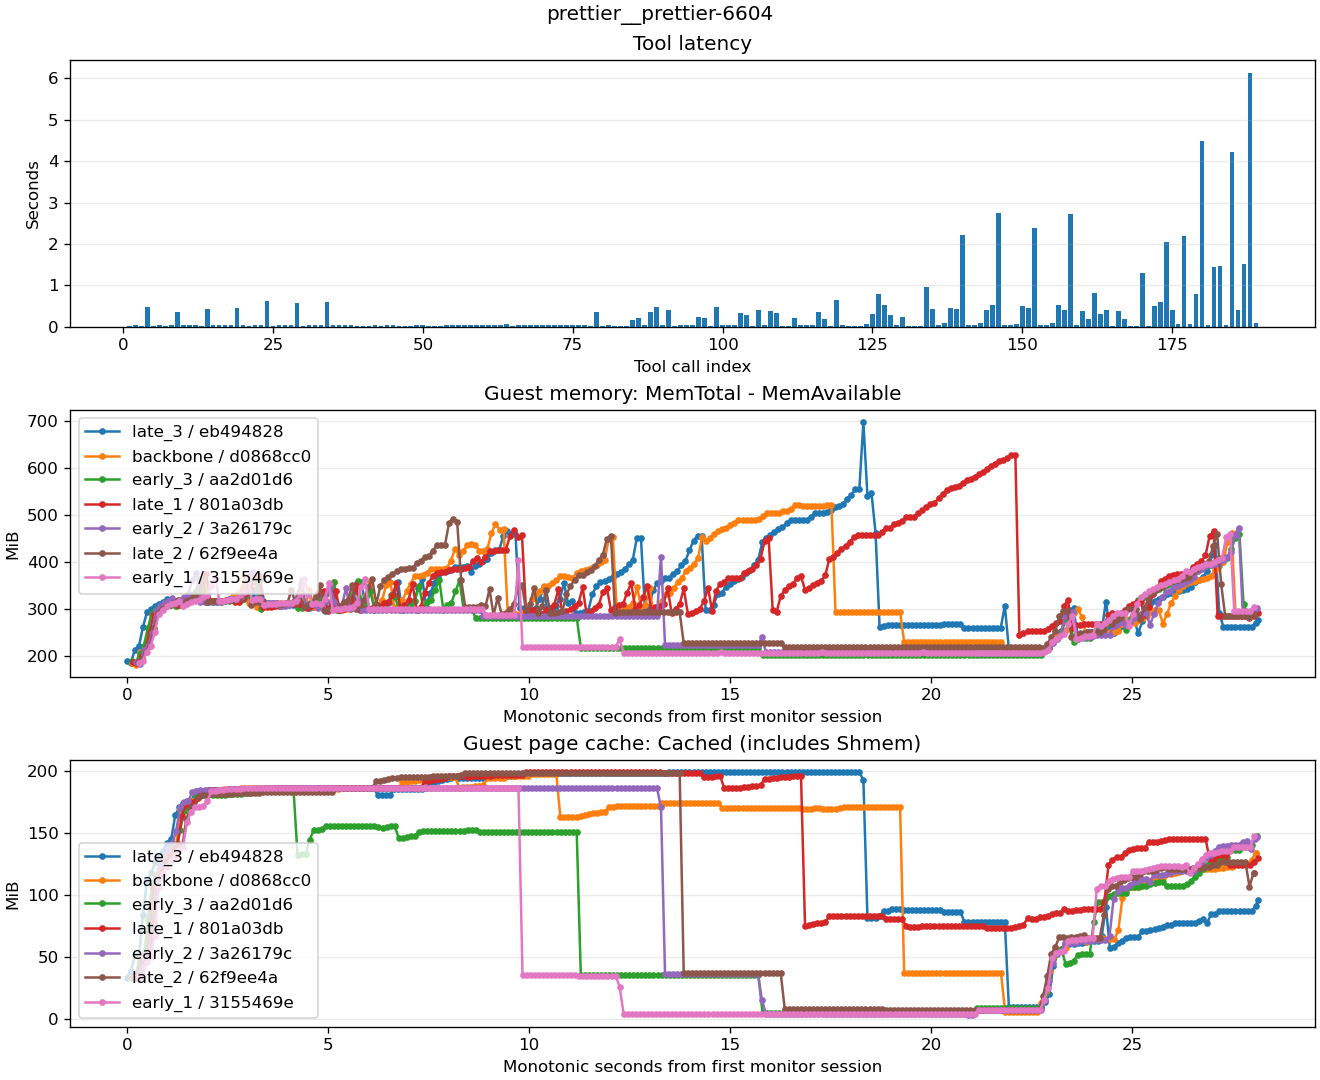 prettier__prettier-6604
Tool latency
Seconds
6
5
4
3
2
1
0
0 25 50 75 100 125 150 175
Tool call index
Guest memory: MemTotal - MemAvailable
MiB
700
600
500
400
300
200
late_3 / eb494828
backbone / d0868cc0
early_3 / aa2d01d6
late_1 / 801a03db
early_2 / 3a26179c
late_2 / 62f9ee4a
early_1 / 3155469e
0 5 10 15 20 25
Monotonic seconds from first monitor session
Guest page cache: Cached (includes Shmem)
MiB
200
150
100
50
0
late_3 / eb494828
backbone / d0868cc0
early_3 / aa2d01d6
late_1 / 801a03db
early_2 / 3a26179c
late_2 / 62f9ee4a
early_1 / 3155469e
0 5 10 15 20 25
Monotonic seconds from first monitor session